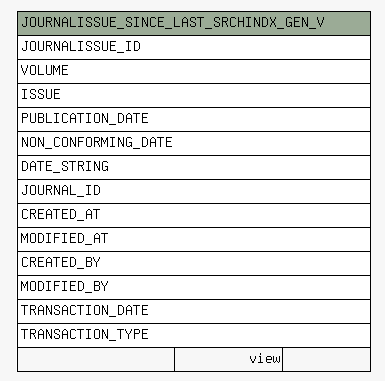 JOURNALISSUE_SINCE_LAST_SRCHINDX_GEN_V
JOURNALISSUE_ID
VOLUME
ISSUE
PUBLICATION_DATE
NON_CONFORMING_DATE
DATE_STRING
JOURNAL_ID
CREATED_AT
MODIFIED_AT
CREATED_BY
MODIFIED_BY
TRANSACTION_DATE
TRANSACTION_TYPE
view